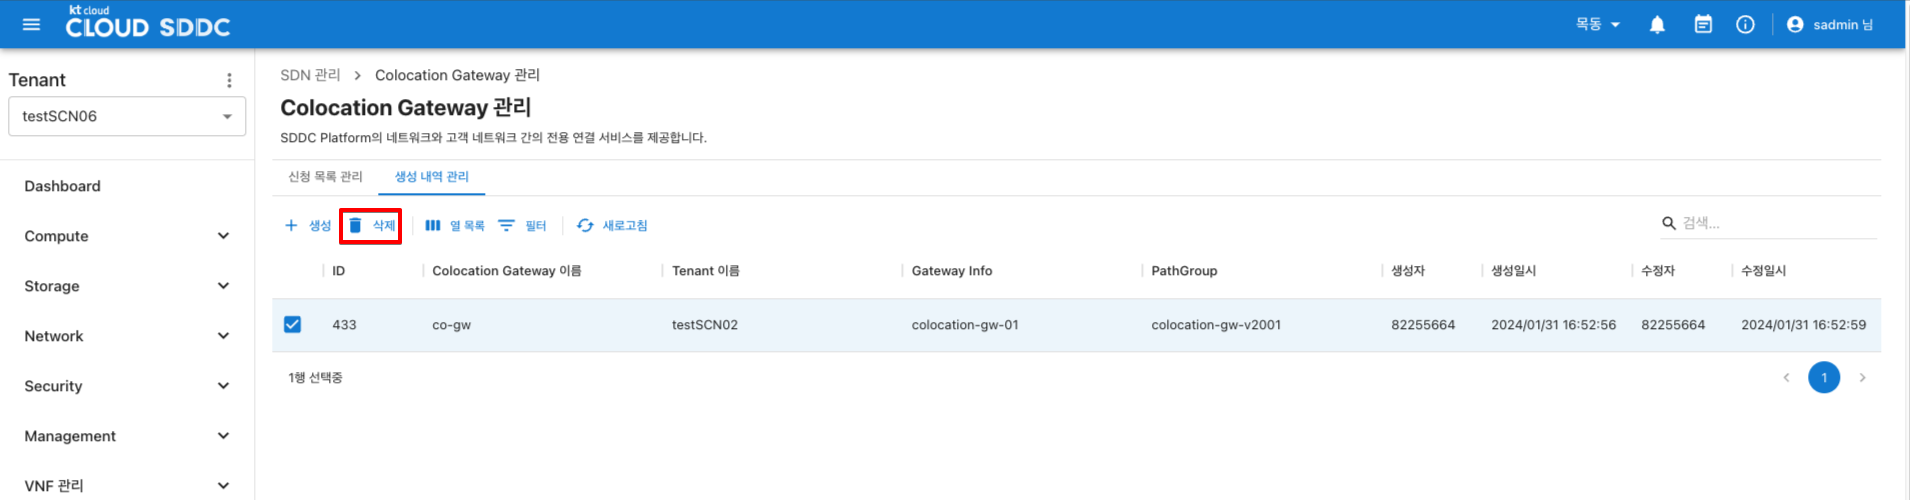 kt cloud
CLOUD SDDC
목동
sadmin 님
Tenant
testSCN06
Dashboard
Compute
Storage
Network
Security
Management
VNF 관리
SDN 관리 > Colocation Gateway 관리
Colocation Gateway 관리
SDDC Platform의 네트워크와 고객 네트워크 간의 전용 연결 서비스를 제공합니다.
신청 목록 관리 생성 내역 관리
+ 생성 삭제 열 목록 필터 새로고침 검색...
ID Colocation Gateway 이름 Tenant 이름 Gateway Info PathGroup 생성자 생성일시 수정자 수정일시
433 co-gw testSCN02 colocation-gw-01 colocation-gw-v2001 82255664 2024/01/31 16:52:56 82255664 2024/01/31 16:52:59
1행 선택중 < 1 >